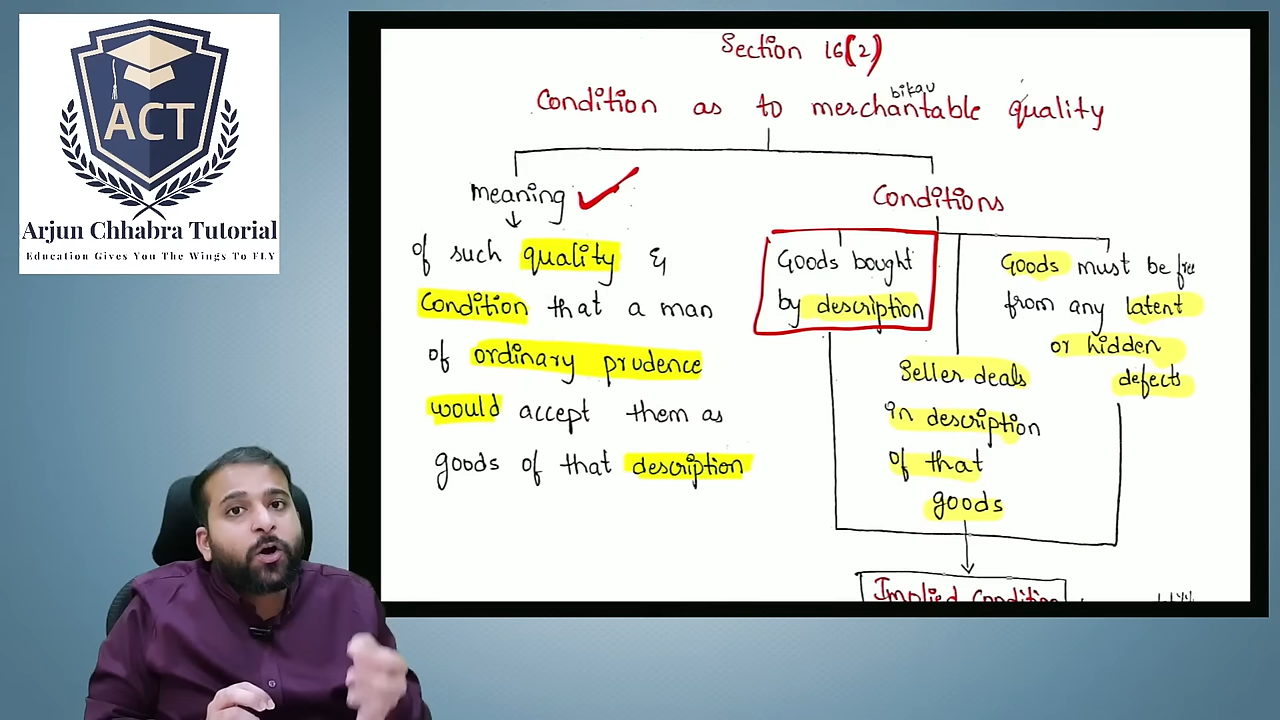 ACT
Arjun Chhabra Tutorial
Education Gives You The Wings To FLY
Section 16(2)
bikau
Condition as to merchantable quality
meaning
of such quality &
Condition that a man
of ordinary prudence
would accept them as
goods of that description
Conditions
Goods bought
by description
Seller deals
in description
of that
goods
Goods must be free
from any latent
or hidden
defects
Implied Condition